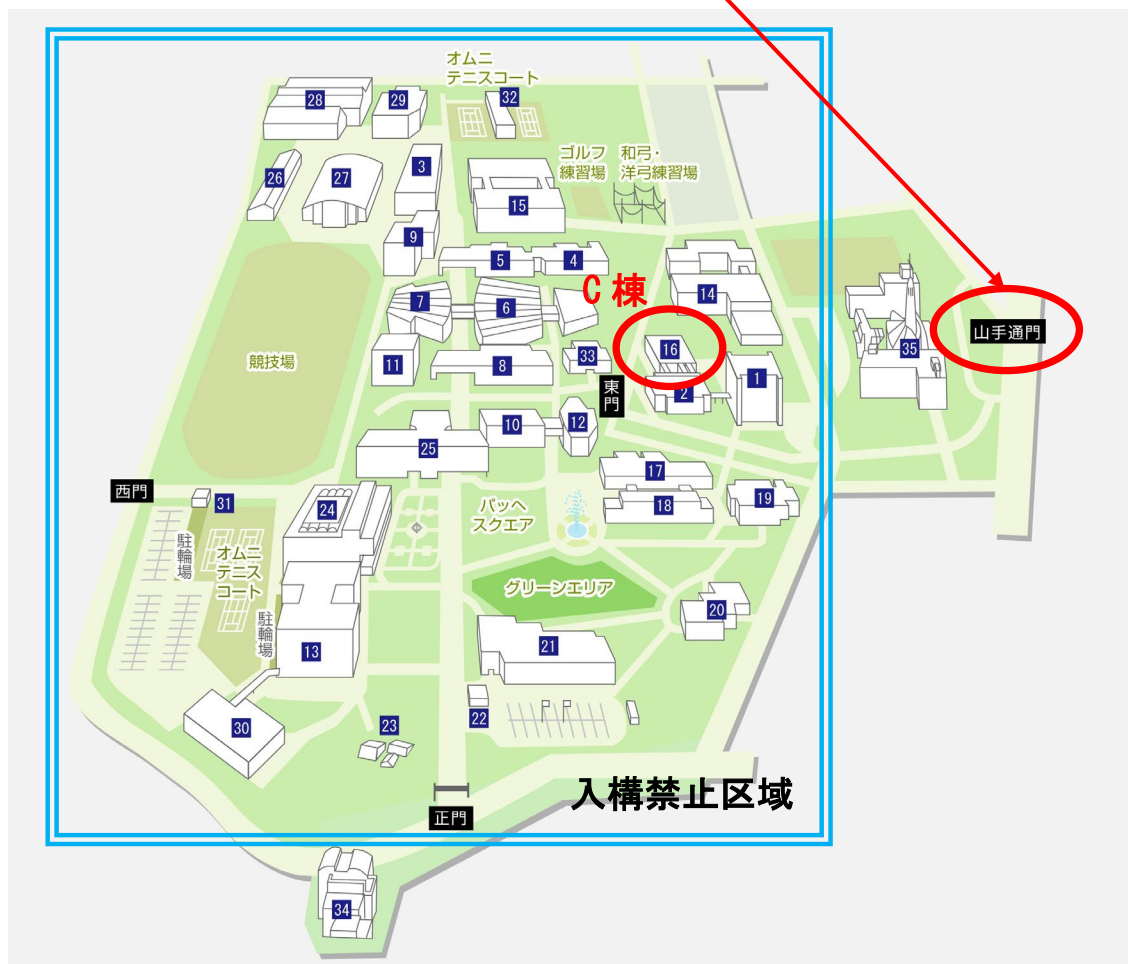 オムニ
テニスコート
28
29
32
3
ゴルフ
練習場
和弓・
洋弓練習場
26
27
15
9
5
4
C棟
7
6
14
山手通門
16
35
競技場
11
8
33
1
東
門
2
10
12
25
17
西門
31
24
パッヘ
スクエア
18
19
駐輪場
オムニ
テニス
コート
グリーンエリア
20
駐輪場
13
21
30
23
22
入構禁止区域
正門
34